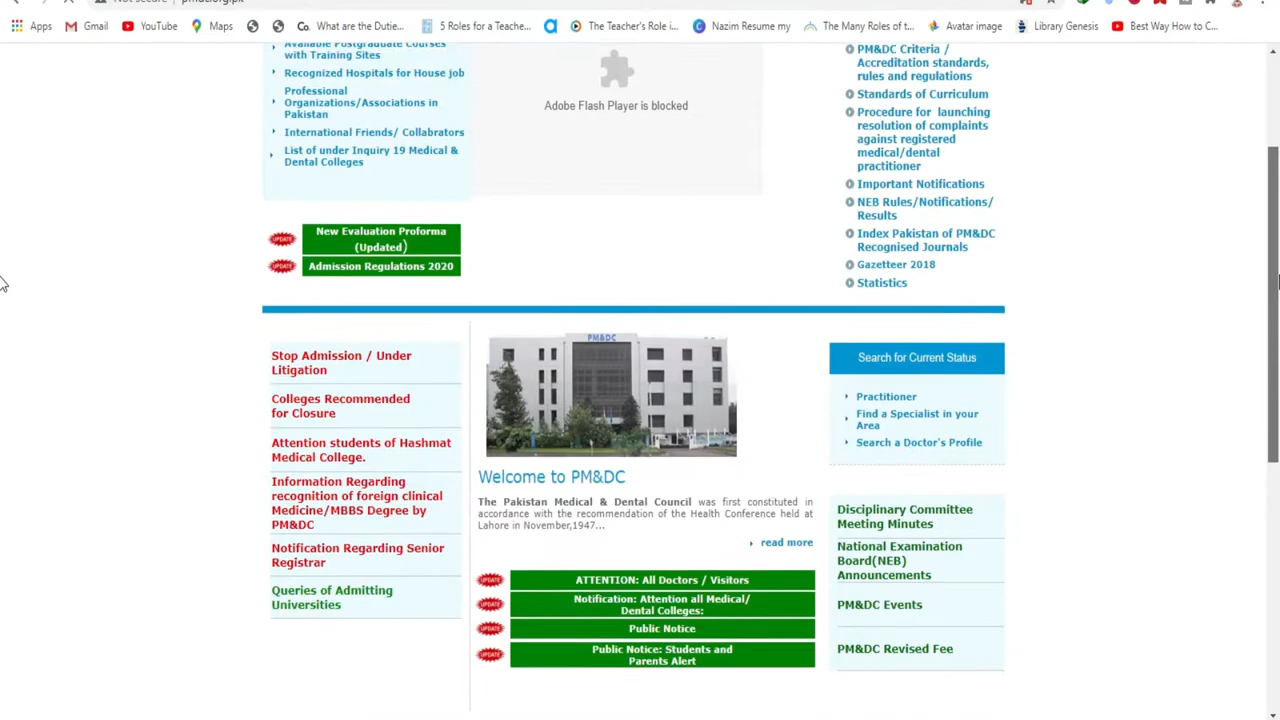 Apps
Gmail
YouTube
Maps
Co.
What are the Dutie...
5 Roles for a Teache...
The Teacher's Role i...
Nazim Resume my
The Many Roles of t...
Avatar image
Library Genesis
Best Way How to C...
Available Postgraduate Courses
with Training Sites
Recognized Hospitals for House job
Professional
Organizations/Associations in
Pakistan
International Friends/ Collabrators
List of under Inquiry 19 Medical &
Dental Colleges
Adobe Flash Player is blocked
PM&DC Criteria /
Accreditation standards,
rules and regulations
Standards of Curriculum
Procedure for launching
resolution of complaints
against registered
medical/dental
practitioner
Important Notifications
NEB Rules/Notifications/
Results
Index Pakistan of PM&DC
Recognised Journals
Gazetteer 2018
Statistics
UPDATE
New Evaluation Proforma
(Updated)
UPDATE
Admission Regulations 2020
Stop Admission / Under
Litigation
Colleges Recommended
for Closure
Attention students of Hashmat
Medical College.
Information Regarding
recognition of foreign clinical
Medicine/MBBS Degree by
PM&DC
Notification Regarding Senior
Registrar
Queries of Admitting
Universities
PM&DC
Welcome to PM&DC
The Pakistan Medical & Dental Council was first constituted in
accordance with the recommendation of the Health Conference held at
Lahore in November,1947...
read more
UPDATE
ATTENTION: All Doctors / Visitors
UPDATE
Notification: Attention all Medical/
Dental Colleges:
UPDATE
Public Notice
UPDATE
Public Notice: Students and
Parents Alert
Search for Current Status
Practitioner
Find a Specialist in your
Area
Search a Doctor's Profile
Disciplinary Committee
Meeting Minutes
National Examination
Board(NEB)
Announcements
PM&DC Events
PM&DC Revised Fee